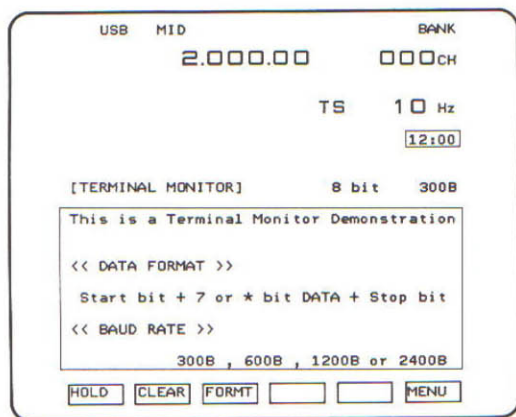 USB MID BANK
2.000.00 000CH
TS 10 Hz
12:00
[TERMINAL MONITOR] 8 bit 300B
This is a Terminal Monitor Demonstration
<< DATA FORMAT >>
Start bit + 7 or * bit DATA + Stop bit
<< BAUD RATE >>
300B , 600B , 1200B or 2400B
HOLD CLEAR FORMT MENU